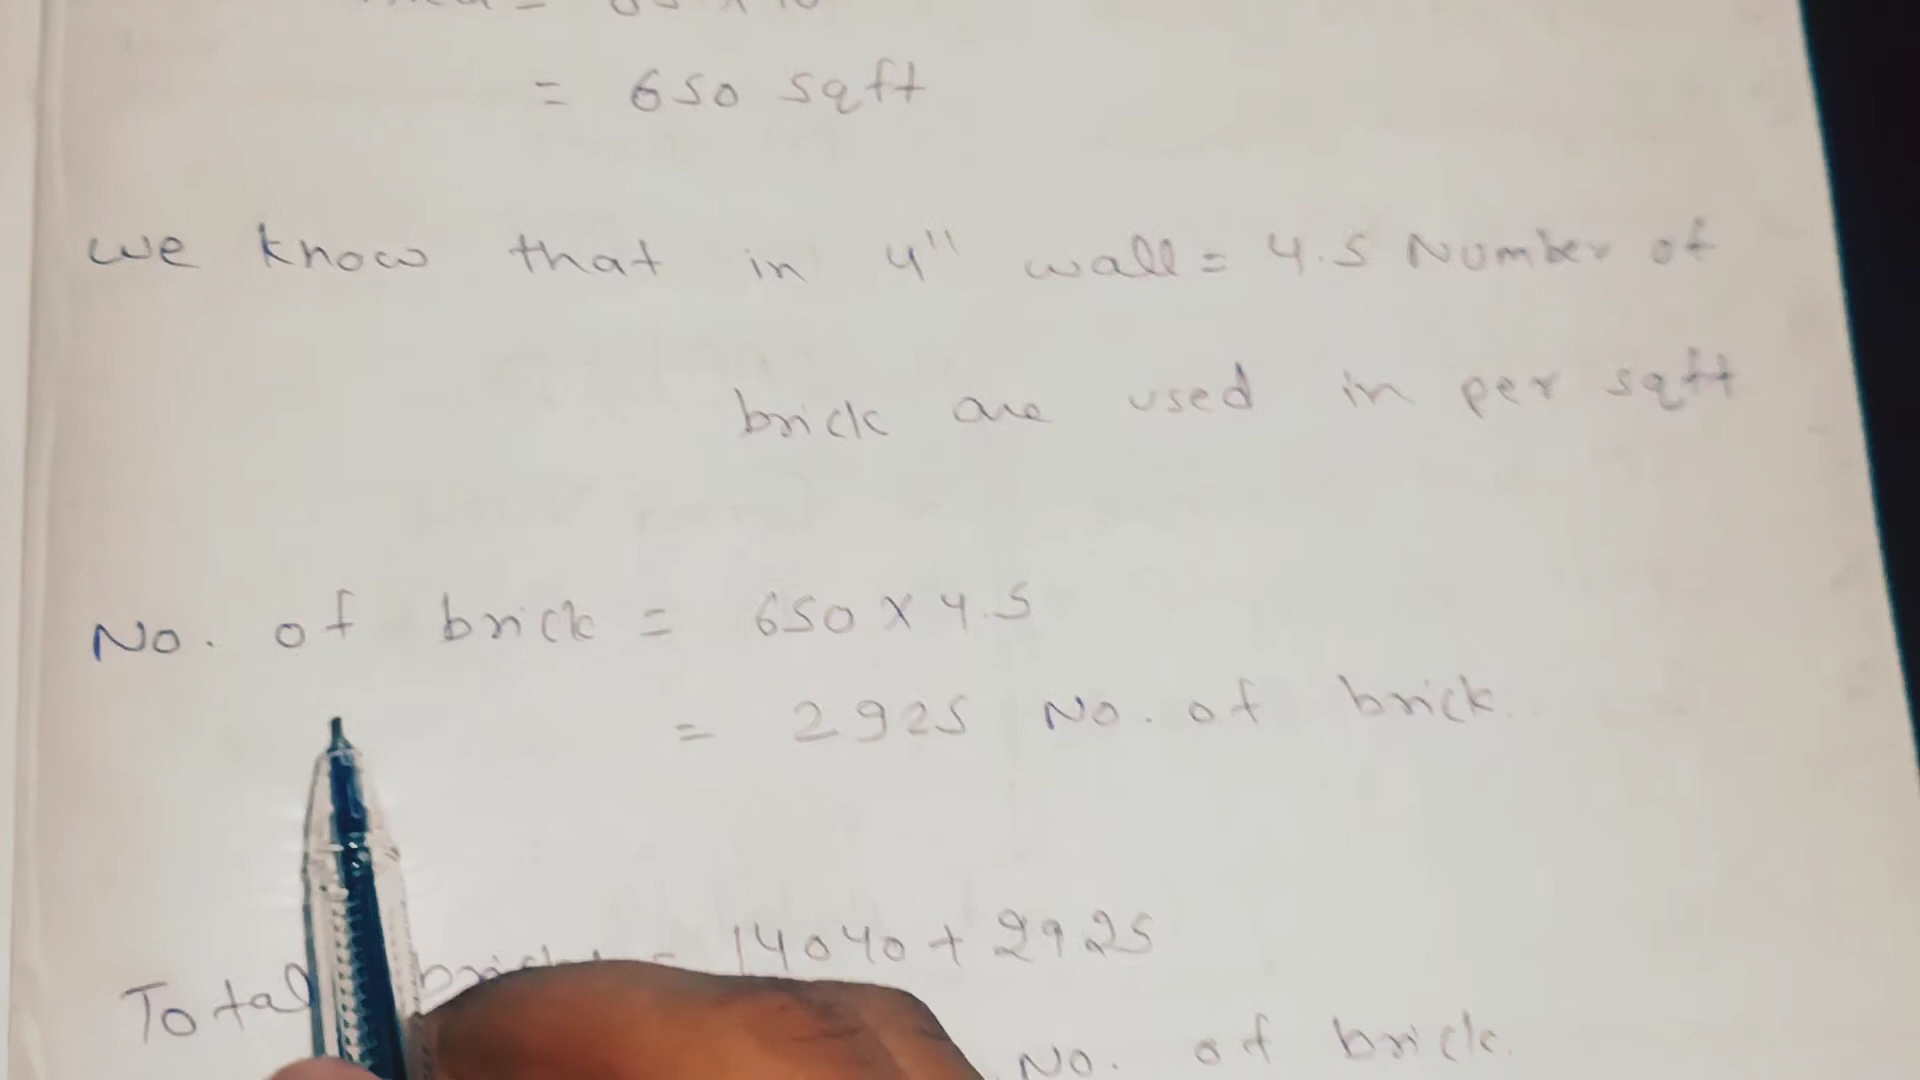 = 650 sqft
we know that in 4" wall = 4.5 Number of
brick are used in per sqft
No. of brick = 650 x 4.5
= 2925 No. of brick.
Total = 14040 + 2925
No. of brick.